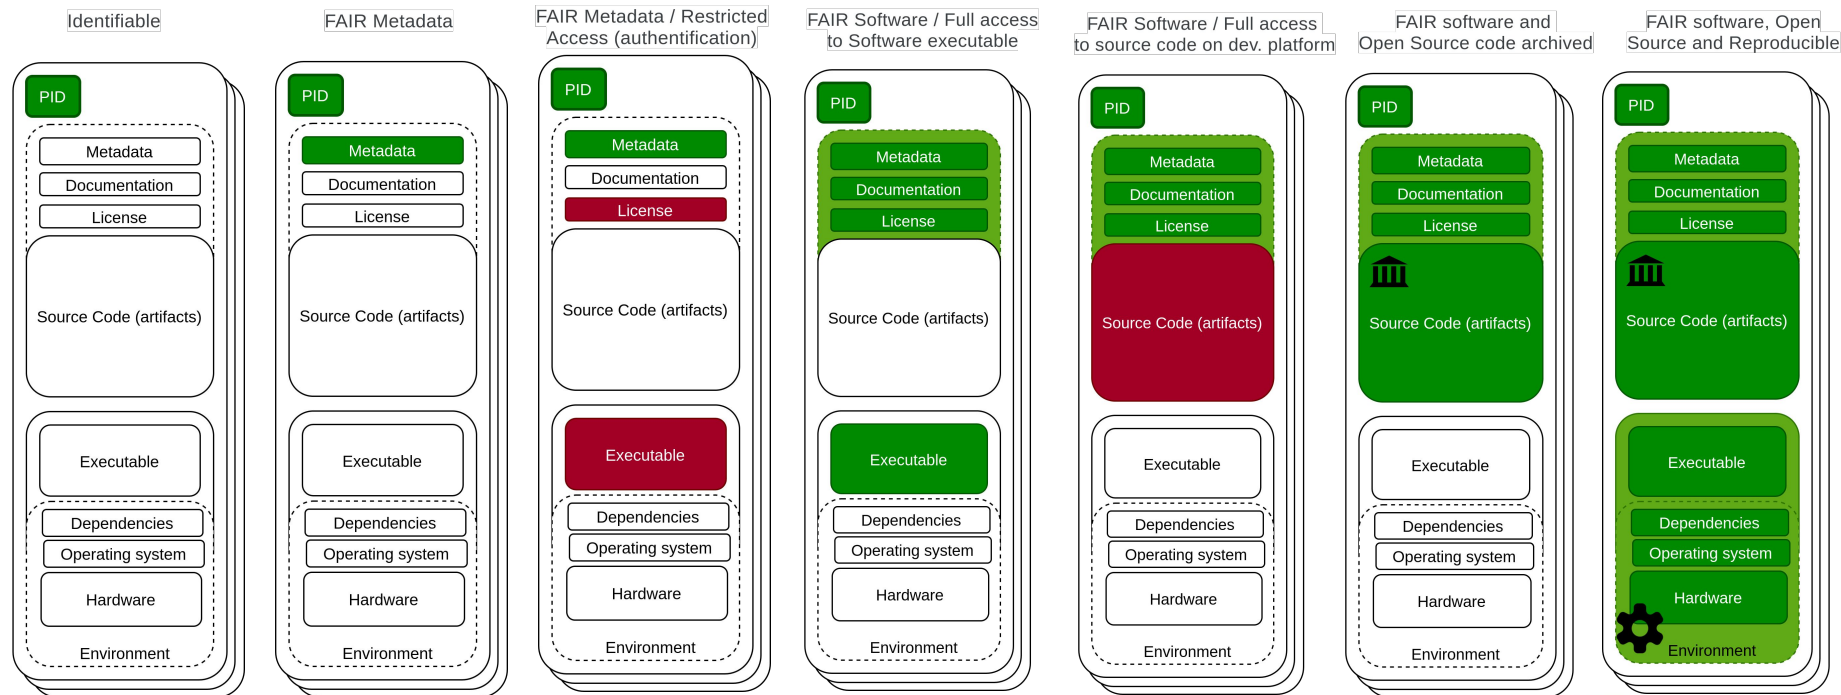 Identifiable
PID
Metadata
Documentation
License
Source Code (artifacts)
Executable
Dependencies
Operating system
Hardware
Environment
FAIR Metadata
PID
Metadata
Documentation
License
Source Code (artifacts)
Executable
Dependencies
Operating system
Hardware
Environment
FAIR Metadata / Restricted
Access (authentification)
PID
Metadata
Documentation
License
Source Code (artifacts)
Executable
Dependencies
Operating system
Hardware
Environment
FAIR Software / Full access
to Software executable
PID
Metadata
Documentation
License
Source Code (artifacts)
Executable
Dependencies
Operating system
Hardware
Environment
FAIR Software / Full access
to source code on dev. platform
PID
Metadata
Documentation
License
Source Code (artifacts)
Executable
Dependencies
Operating system
Hardware
Environment
FAIR software and
Open Source code archived
PID
Metadata
Documentation
License
Source Code (artifacts)
Executable
Dependencies
Operating system
Hardware
Environment
FAIR software, Open
Source and Reproducible
PID
Metadata
Documentation
License
Source Code (artifacts)
Executable
Dependencies
Operating system
Hardware
Environment